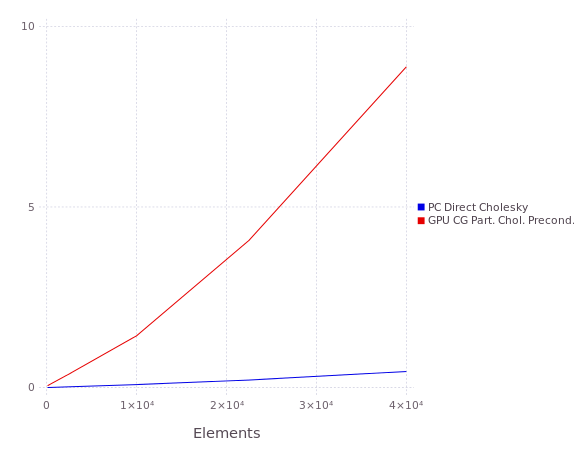 10
5
0
0
1×10⁴
2×10⁴
3×10⁴
4×10⁴
Elements
PC Direct Cholesky
GPU CG Part. Chol. Precond.